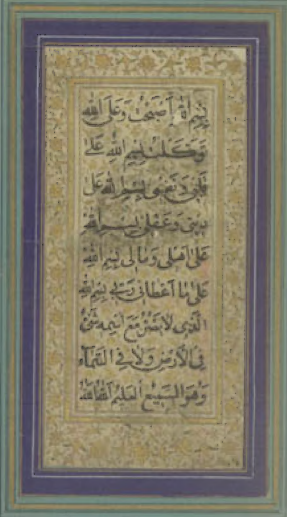 بسم الله أصبحت وعلى الله
توكلت بسم الله على
قلبي ونفسي بسم الله على
ديني وعقلي بسم الله
على أهلي ومالي بسم الله
على ما أعطاني ربي بسم الله
الذي لا يضر مع اسمه شيء
في الأرض ولا في السماء
وهو السميع العليم الله الله